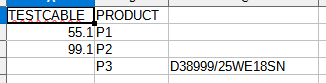 TESTCABLE PRODUCT
55.1 P1
99.1 P2
P3 D38999/25WE18SN